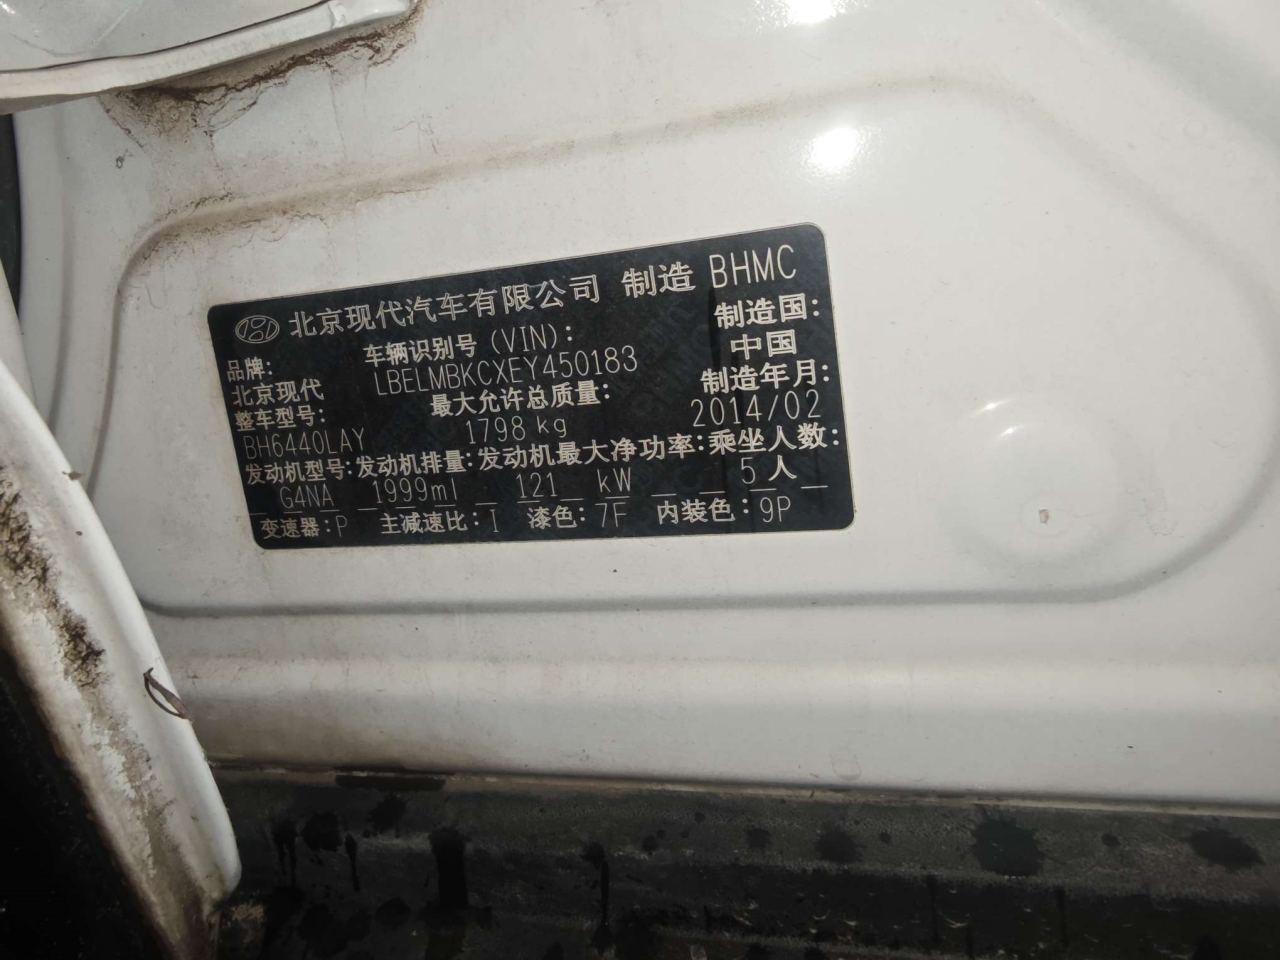 北京现代汽车有限公司 制造 BHMC
品牌: 车辆识别号 (VIN): 制造国:
北京现代 LBELMBKCXEY450183 中国
整车型号: 最大允许总质量: 制造年月:
BH6440LAY 1798 kg 2014/02
发动机型号: 发动机排量: 发动机最大净功率: 乘坐人数:
G4NA 1999ml 121 kW 5 人
变速器: P 主减速比: I 漆色: 7F 内装色: 9P